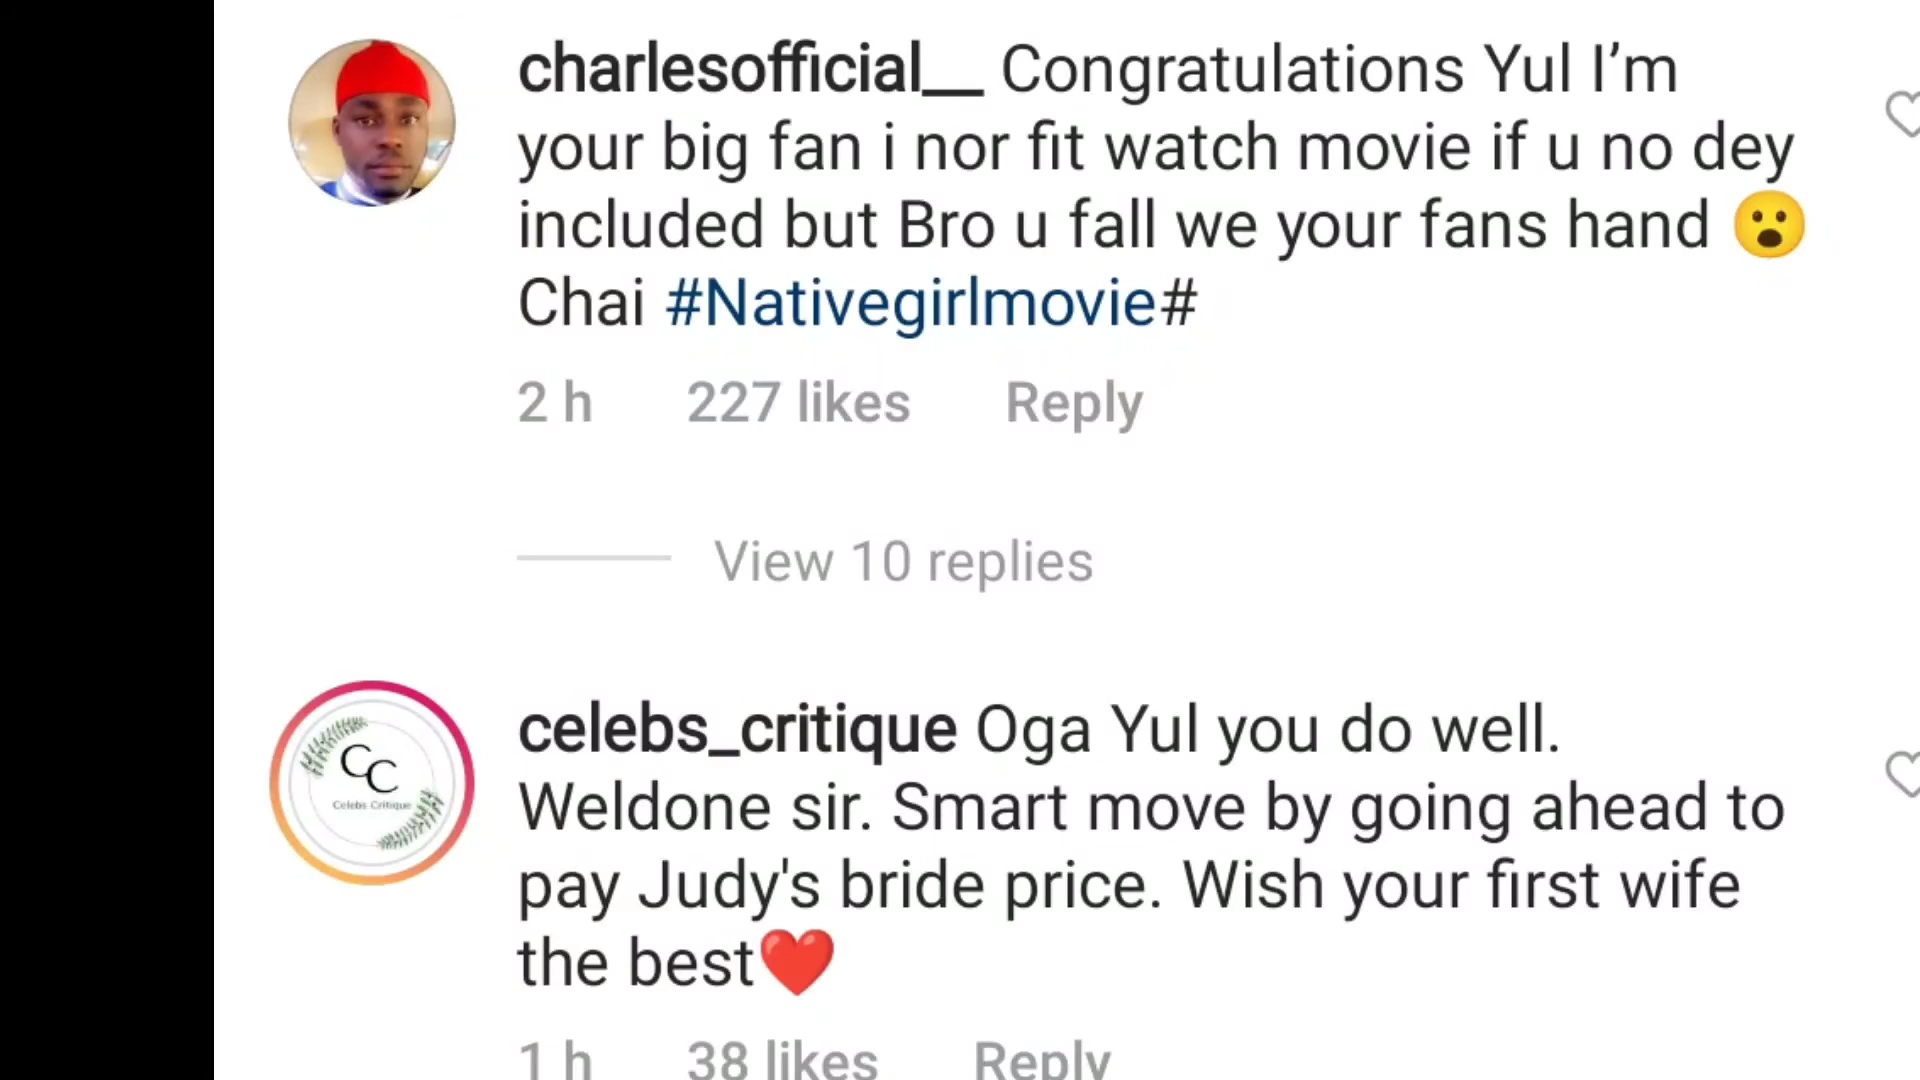 charlesofficial__ Congratulations Yul I’m
your big fan i nor fit watch movie if u no dey
included but Bro u fall we your fans hand 😮
Chai #Nativegirlmovie#
2 h 227 likes Reply
View 10 replies
CC
Celebs Critique
celebs_critique Oga Yul you do well.
Weldone sir. Smart move by going ahead to
pay Judy's bride price. Wish your first wife
the best❤️
1 h 38 likes Reply